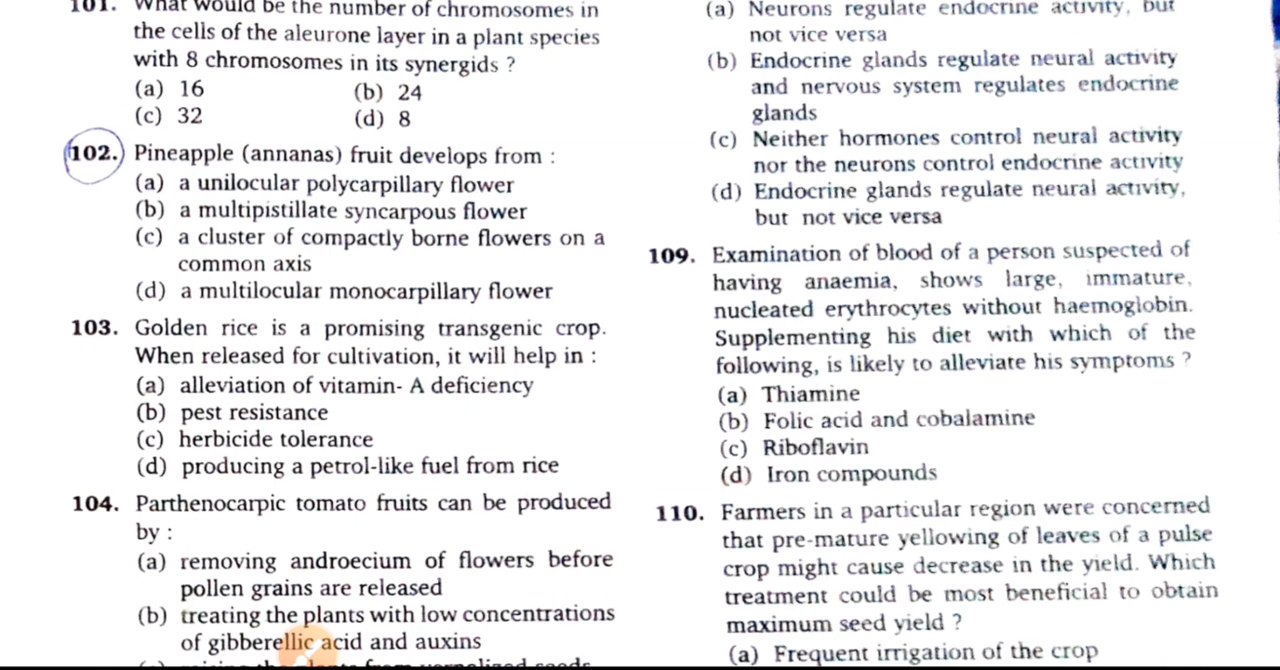 101. What would be the number of chromosomes in
the cells of the aleurone layer in a plant species
with 8 chromosomes in its synergids ?
(a) 16 (b) 24
(c) 32 (d) 8
102. Pineapple (annanas) fruit develops from :
(a) a unilocular polycarpillary flower
(b) a multipistillate syncarpous flower
(c) a cluster of compactly borne flowers on a
common axis
(d) a multilocular monocarpillary flower
103. Golden rice is a promising transgenic crop.
When released for cultivation, it will help in :
(a) alleviation of vitamin- A deficiency
(b) pest resistance
(c) herbicide tolerance
(d) producing a petrol-like fuel from rice
104. Parthenocarpic tomato fruits can be produced
by :
(a) removing androecium of flowers before
pollen grains are released
(b) treating the plants with low concentrations
of gibberellic acid and auxins
plants from vernalized seeds
(a) Neurons regulate endocrine activity, but
not vice versa
(b) Endocrine glands regulate neural activity
and nervous system regulates endocrine
glands
(c) Neither hormones control neural activity
nor the neurons control endocrine activity
(d) Endocrine glands regulate neural activity,
but not vice versa
109. Examination of blood of a person suspected of
having anaemia, shows large, immature,
nucleated erythrocytes without haemoglobin.
Supplementing his diet with which of the
following, is likely to alleviate his symptoms ?
(a) Thiamine
(b) Folic acid and cobalamine
(c) Riboflavin
(d) Iron compounds
110. Farmers in a particular region were concerned
that pre-mature yellowing of leaves of a pulse
crop might cause decrease in the yield. Which
treatment could be most beneficial to obtain
maximum seed yield ?
(a) Frequent irrigation of the crop